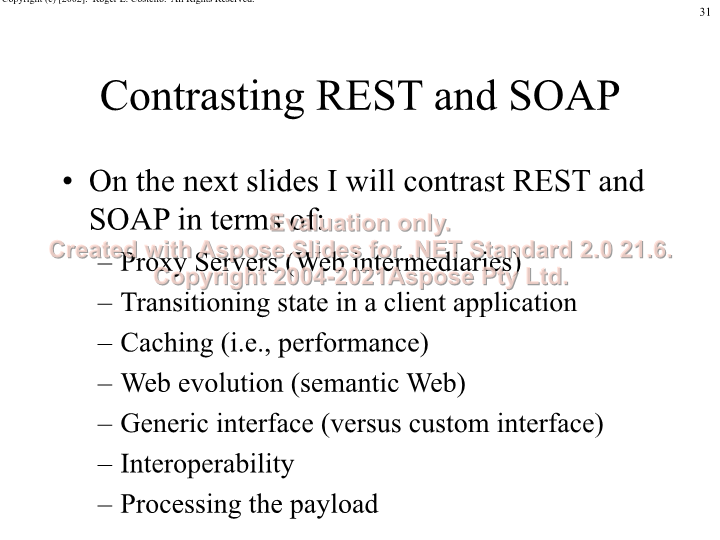 Copyright (c) [2002]. Roger L. Costello. All Rights Reserved.
31
Contrasting REST and SOAP
• On the next slides I will contrast REST and
SOAP in terms of:
Evaluation only.
Created with Aspose.Slides for .NET Standard 2.0 21.6.
Copyright 2004-2021Aspose Pty Ltd.
– Proxy Servers (Web intermediaries)
– Transitioning state in a client application
– Caching (i.e., performance)
– Web evolution (semantic Web)
– Generic interface (versus custom interface)
– Interoperability
– Processing the payload